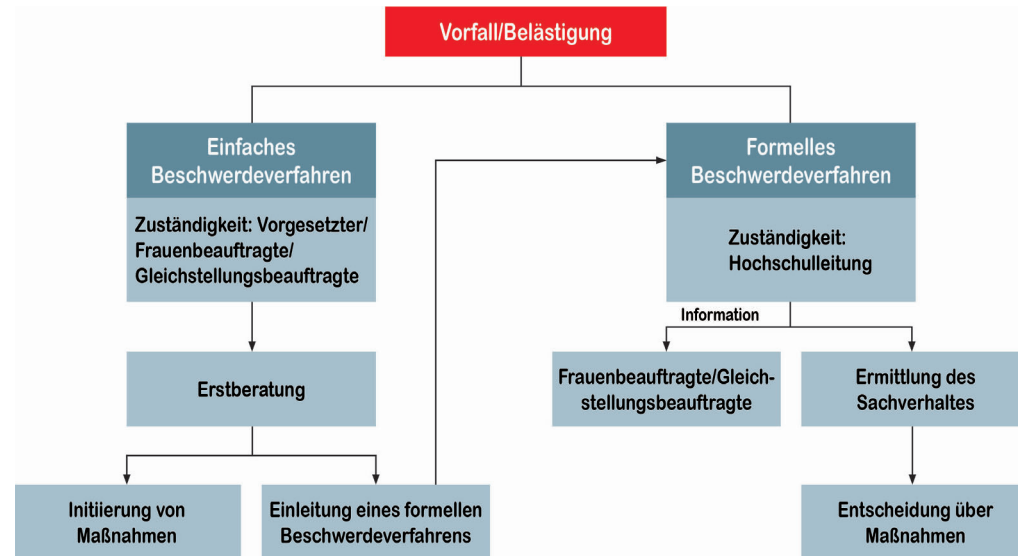 Vorfall/Belästigung
Einfaches
Beschwerdeverfahren
Zuständigkeit: Vorgesetzter/
Frauenbeauftragte/
Gleichstellungsbeauftragte
Formelles
Beschwerdeverfahren
Zuständigkeit:
Hochschulleitung
Information
Erstberatung
Frauenbeauftragte/Gleich-
stellungsbeauftragte
Ermittlung des
Sachverhaltes
Initiierung von
Maßnahmen
Einleitung eines formellen
Beschwerdeverfahrens
Entscheidung über
Maßnahmen